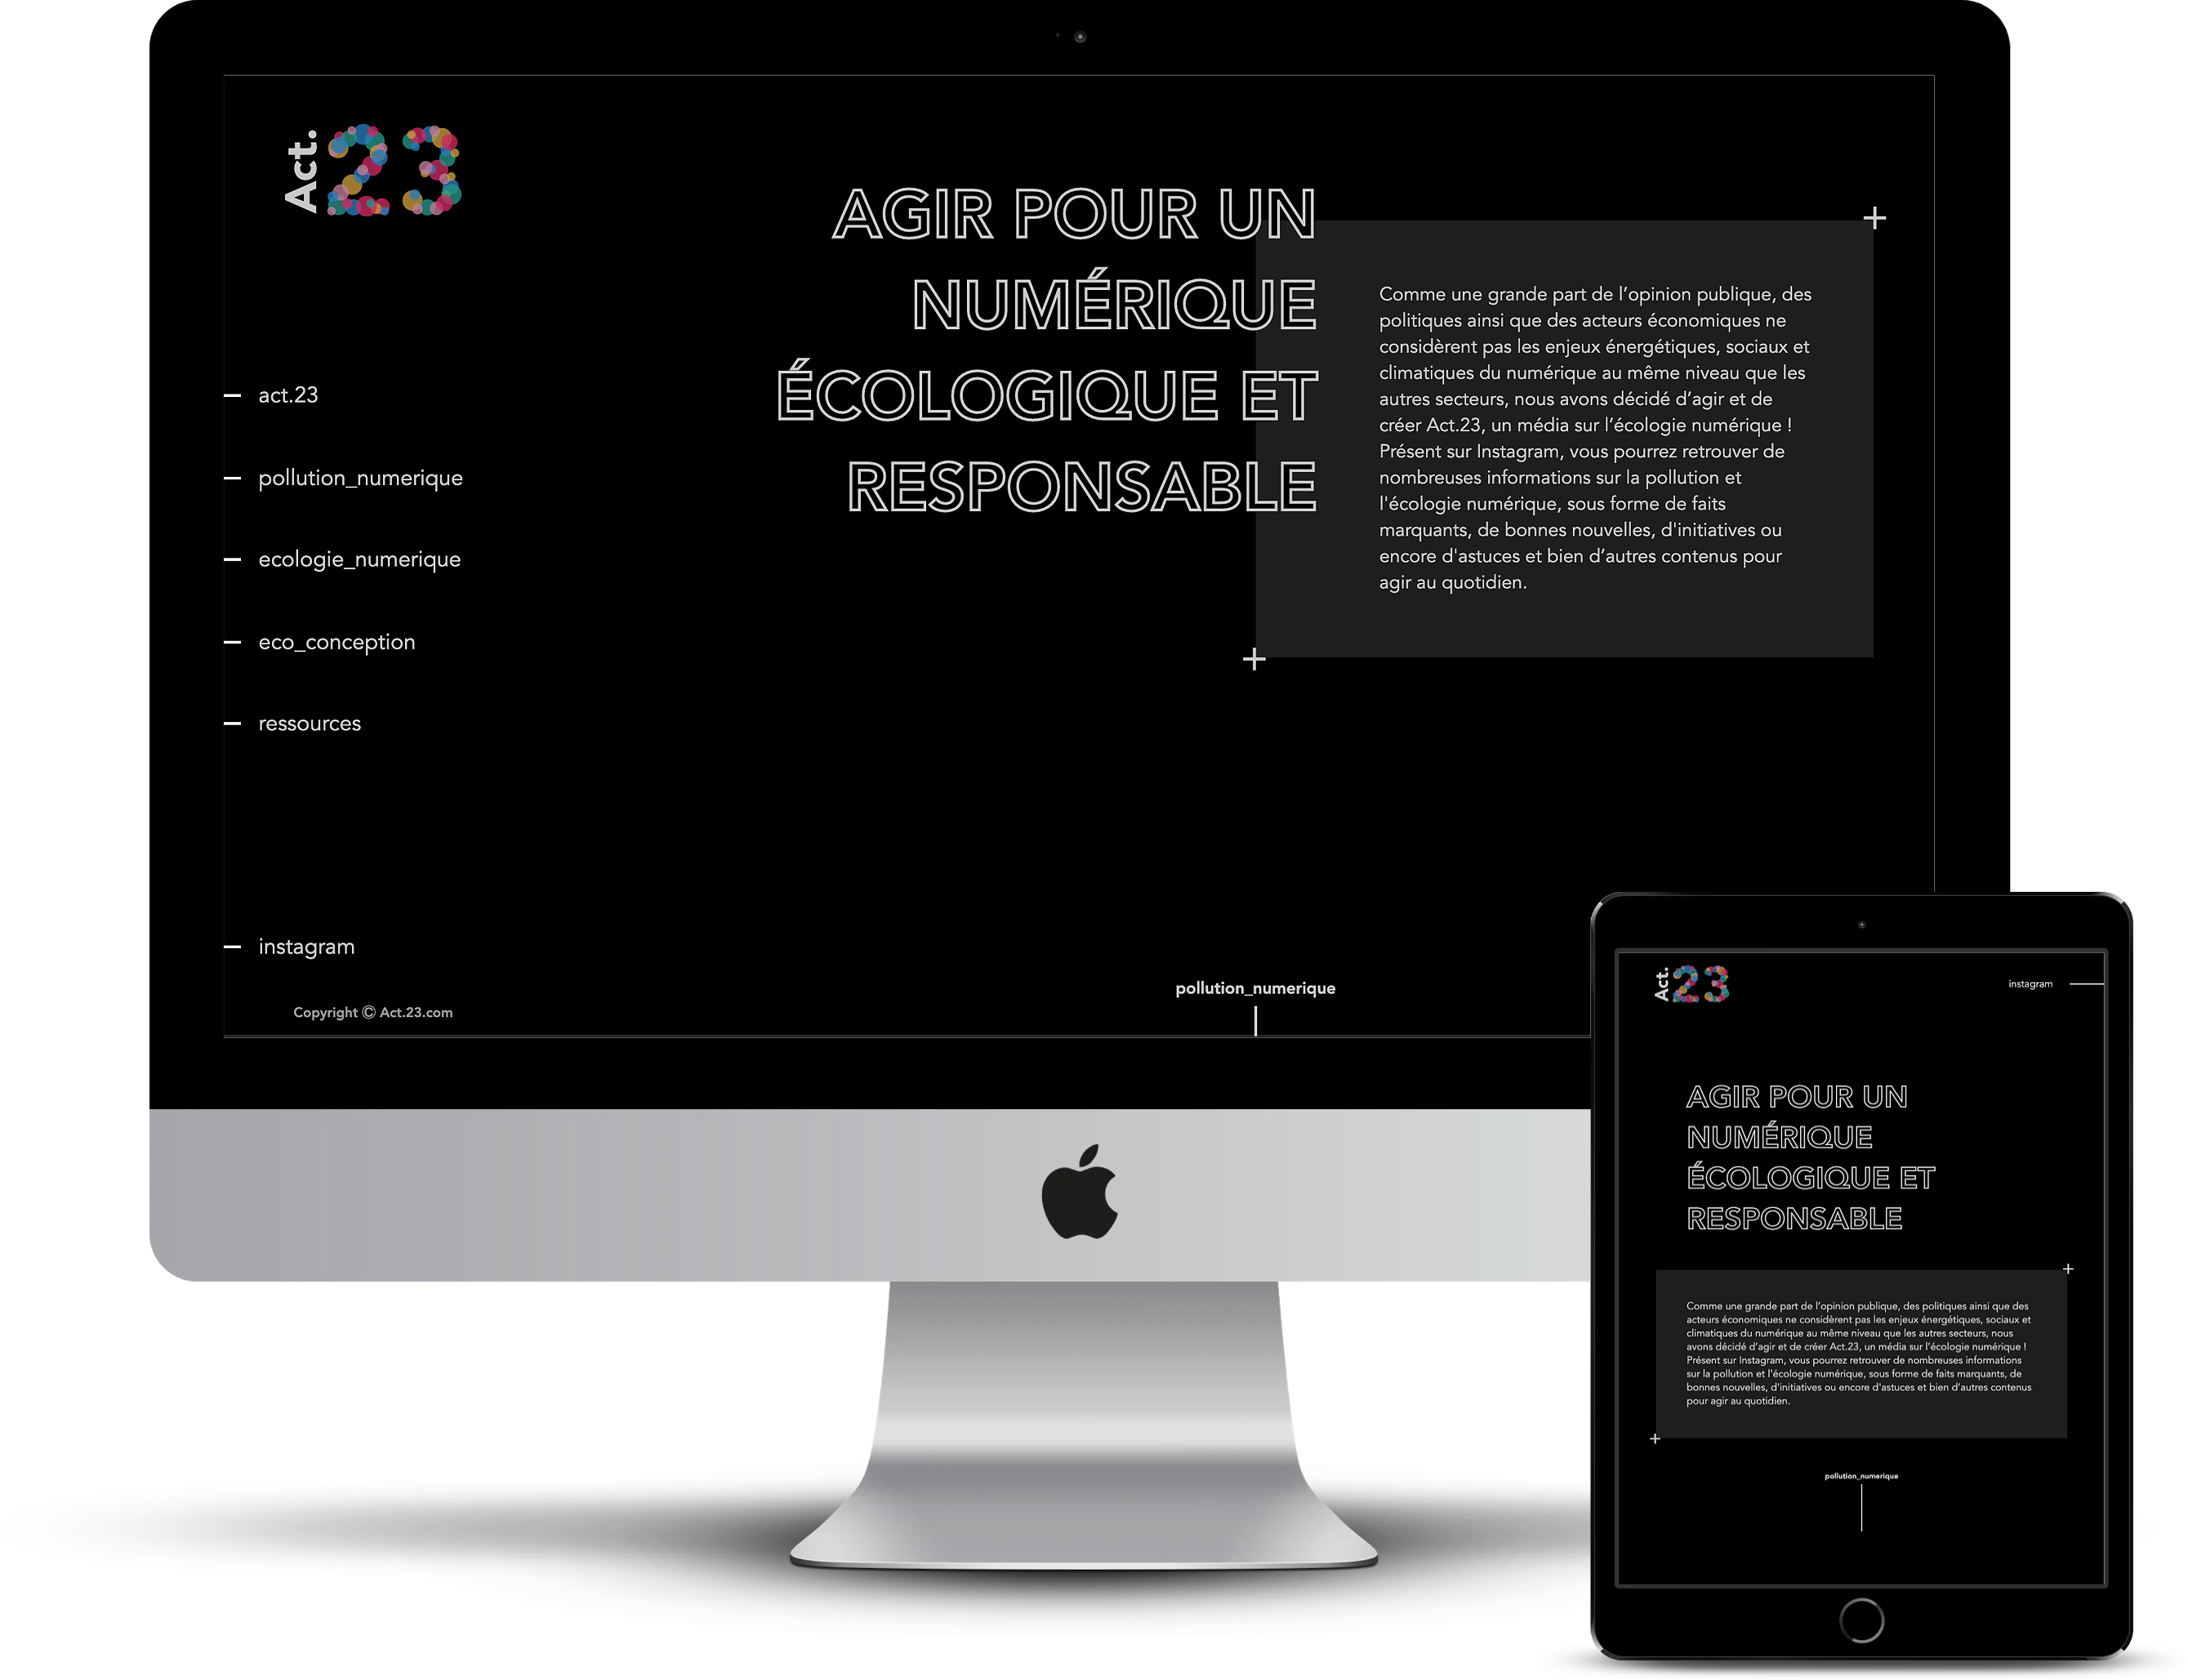 Act.23
AGIR POUR UN
NUMÉRIQUE
ÉCOLOGIQUE ET
RESPONSABLE
Comme une grande part de l’opinion publique, des
politiques ainsi que des acteurs économiques ne
considèrent pas les enjeux énergétiques, sociaux et
climatiques du numérique au même niveau que les
autres secteurs, nous avons décidé d’agir et de
créer Act.23, un média sur l’écologie numérique !
Présent sur Instagram, vous pourrez retrouver de
nombreuses informations sur la pollution et
l'écologie numérique, sous forme de faits
marquants, de bonnes nouvelles, d'initiatives ou
encore d'astuces et bien d’autres contenus pour
agir au quotidien.
act.23
pollution_numerique
ecologie_numerique
eco_conception
ressources
instagram
Copyright © Act.23.com
pollution_numerique
Act.23
instagram
AGIR POUR UN
NUMÉRIQUE
ÉCOLOGIQUE ET
RESPONSABLE
Comme une grande part de l’opinion publique, des politiques ainsi que des
acteurs économiques ne considèrent pas les enjeux énergétiques, sociaux et
climatiques du numérique au même niveau que les autres secteurs, nous
avons décidé d’agir et de créer Act.23, un média sur l’écologie numérique !
Présent sur Instagram, vous pourrez retrouver de nombreuses informations
sur la pollution et l'écologie numérique, sous forme de faits marquants, de
bonnes nouvelles, d'initiatives ou encore d'astuces et bien d’autres contenus
pour agir au quotidien.
pollution_numerique